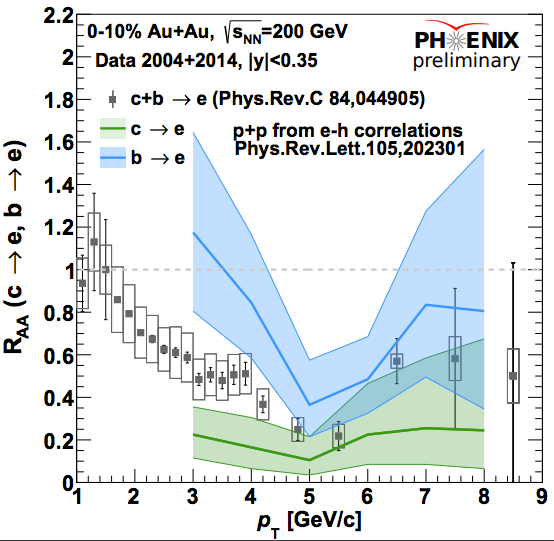 0-10% Au+Au, √s_NN=200 GeV
Data 2004+2014, |y|<0.35
PHENIX
preliminary
c+b → e (Phys.Rev.C 84,044905)
c → e
b → e
p+p from e-h correlations
Phys.Rev.Lett.105,202301
R_AA (c → e, b → e)
2.2
2
1.8
1.6
1.4
1.2
1
0.8
0.6
0.4
0.2
0
1 2 3 4 5 6 7 8 9
p_T [GeV/c]